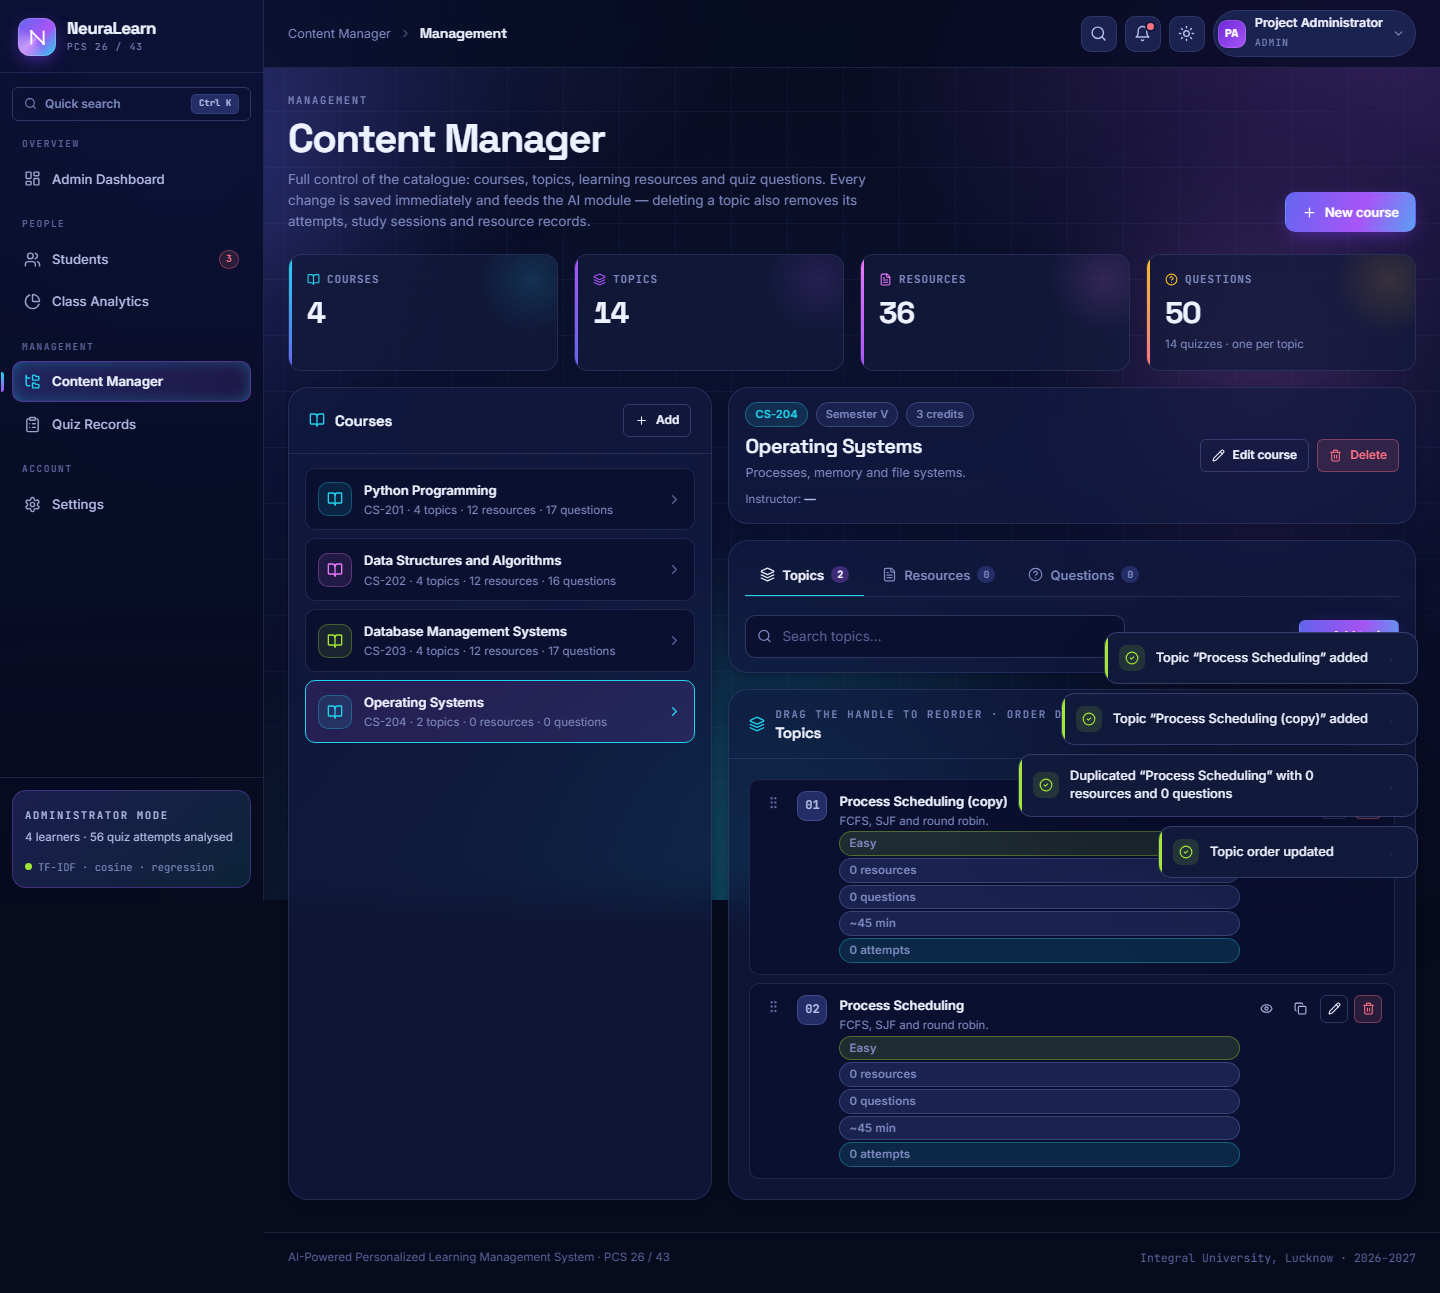 NeuraLearn
PCS 26 / 43
Quick search
Ctrl K
OVERVIEW
Admin Dashboard
PEOPLE
Students
3
Class Analytics
MANAGEMENT
Content Manager
Quiz Records
ACCOUNT
Settings
ADMINISTRATOR MODE
4 learners · 56 quiz attempts analysed
TF-IDF · cosine · regression
Content Manager
Management
PA
Project Administrator
ADMIN
MANAGEMENT
Content Manager
Full control of the catalogue: courses, topics, learning resources and quiz questions. Every
change is saved immediately and feeds the AI module — deleting a topic also removes its
attempts, study sessions and resource records.
New course
COURSES
4
TOPICS
14
RESOURCES
36
QUESTIONS
50
14 quizzes · one per topic
Courses
Add
Python Programming
CS-201 · 4 topics · 12 resources · 17 questions
Data Structures and Algorithms
CS-202 · 4 topics · 12 resources · 16 questions
Database Management Systems
CS-203 · 4 topics · 12 resources · 17 questions
Operating Systems
CS-204 · 2 topics · 0 resources · 0 questions
CS-204
Semester V
3 credits
Operating Systems
Processes, memory and file systems.
Instructor: —
Edit course
Delete
Topics 2
Resources 0
Questions 0
Search topics...
Topic “Process Scheduling” added
Topic “Process Scheduling (copy)” added
Duplicated “Process Scheduling” with 0
resources and 0 questions
Topic order updated
DRAG THE HANDLE TO REORDER · ORDER
Topics
01
Process Scheduling (copy)
FCFS, SJF and round robin.
Easy
0 resources
0 questions
~45 min
0 attempts
02
Process Scheduling
FCFS, SJF and round robin.
Easy
0 resources
0 questions
~45 min
0 attempts
AI-Powered Personalized Learning Management System · PCS 26 / 43
Integral University, Lucknow · 2026–2027